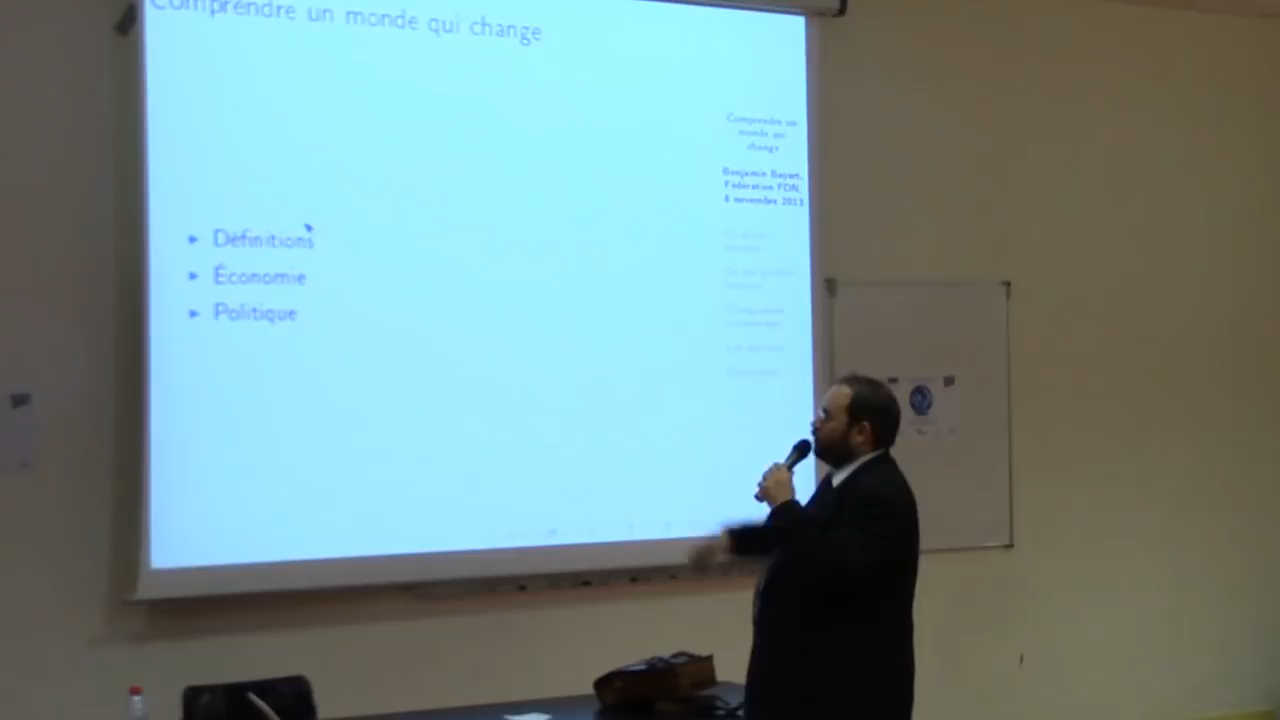 Comprendre un monde qui change
Comprendre un
monde qui
change
Benjamin Bayart,
Fédération FDN,
8 novembre 2013
► Définitions
► Économie
► Politique